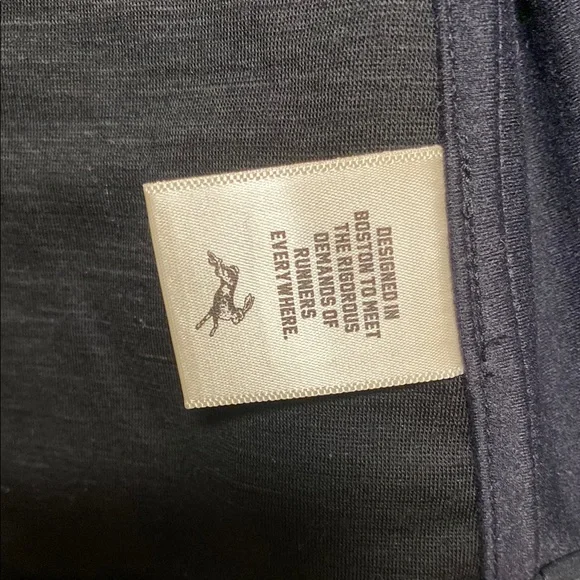 DESIGNED IN
BOSTON TO MEET
THE RIGOROUS
DEMANDS OF
RUNNERS
EVERYWHERE.